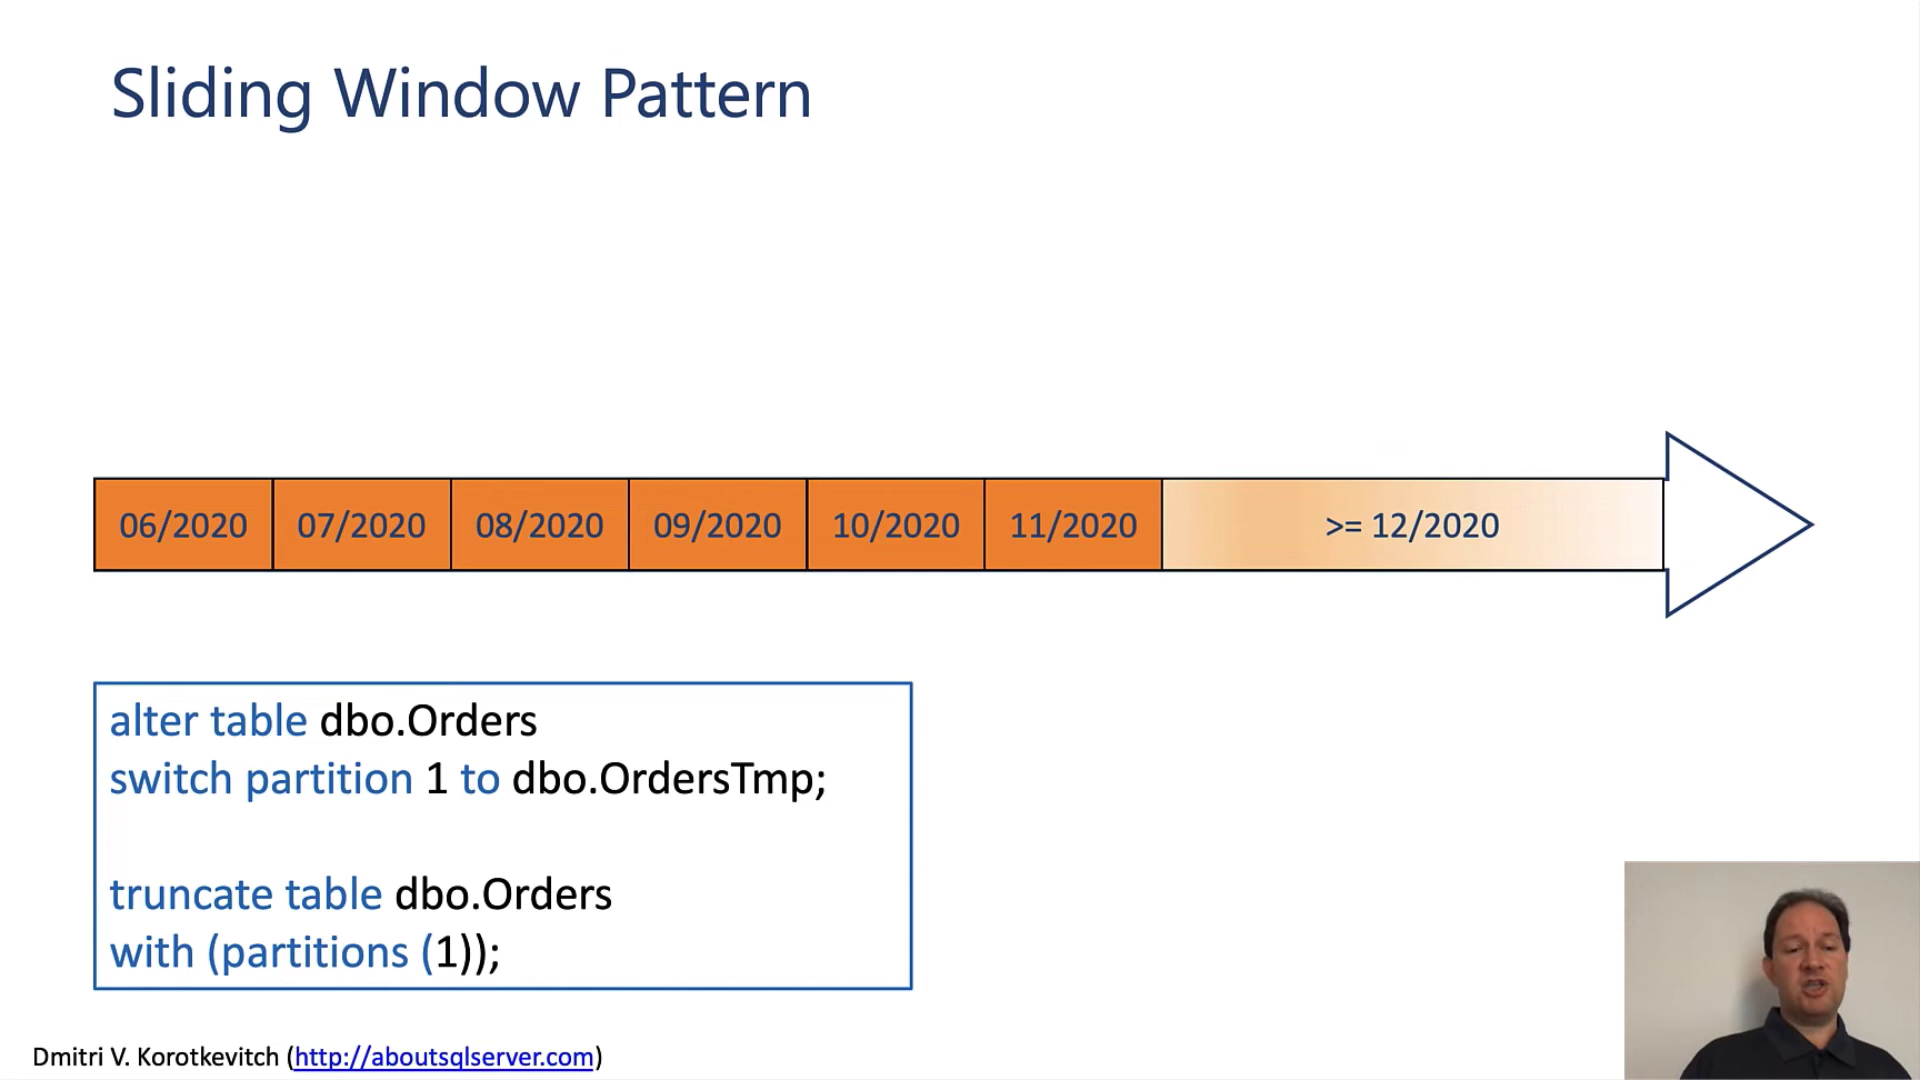 Sliding Window Pattern
06/2020 07/2020 08/2020 09/2020 10/2020 11/2020 >= 12/2020
alter table dbo.Orders
switch partition 1 to dbo.OrdersTmp;
truncate table dbo.Orders
with (partitions (1));
Dmitri V. Korotkevitch (http://aboutsqlserver.com)